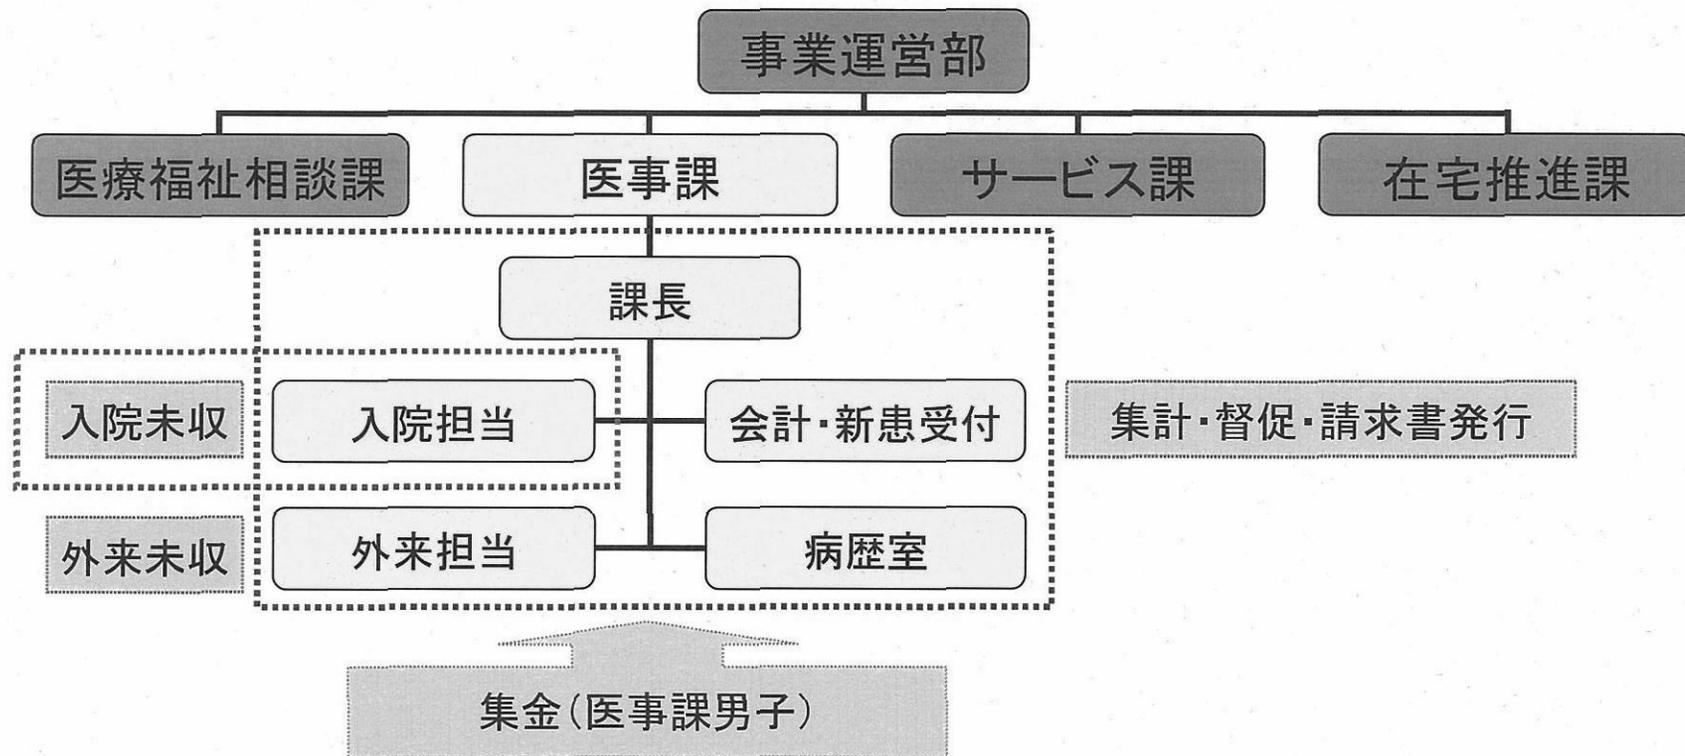 事業運営部
医療福祉相談課
医事課
サービス課
在宅推進課
課長
入院未収
入院担当
会計・新患受付
集計・督促・請求書発行
外来未収
外来担当
病歴室
集金(医事課男子)